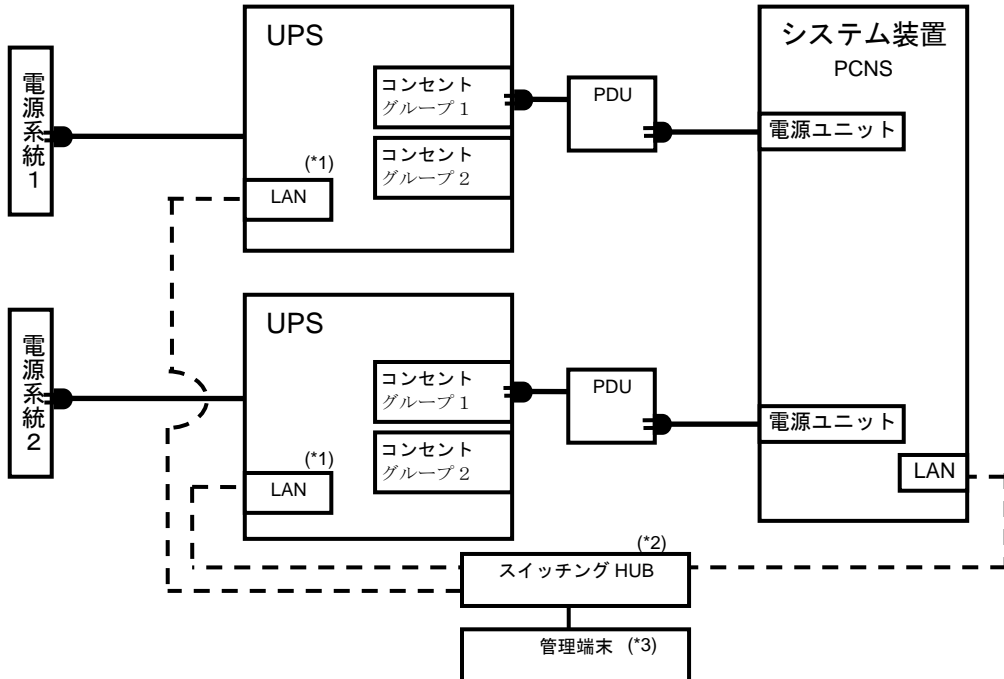 電源系統1
UPS
コンセント
グループ１
コンセント
グループ２
(*1)
LAN
PDU
システム装置
PCNS
電源ユニット
電源系統2
UPS
コンセント
グループ１
コンセント
グループ２
(*1)
LAN
PDU
電源ユニット
LAN
(*2)
スイッチング HUB
管理端末 (*3)